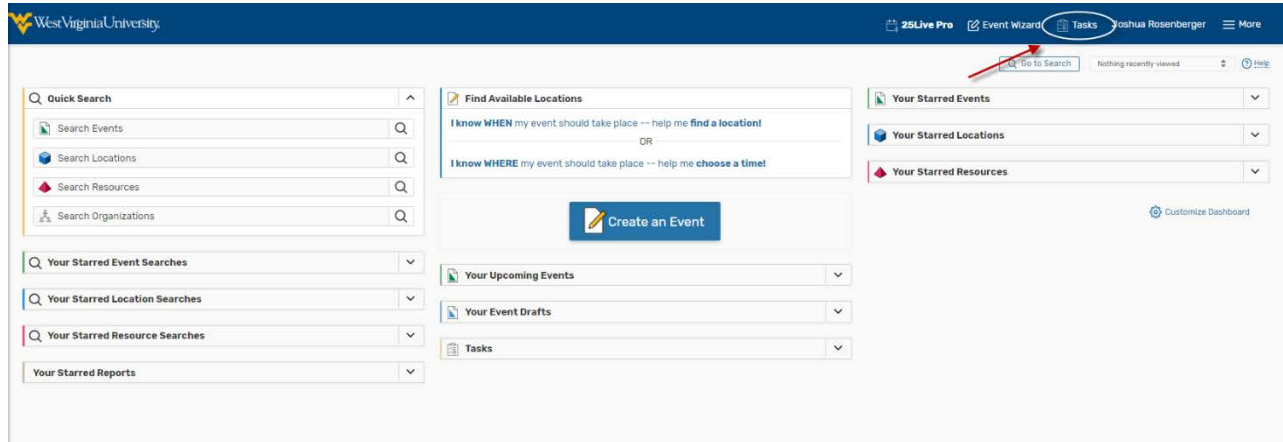 WestVirginiaUniversity.
25Live Pro Event Wizard Tasks Joshua Rosenberger More
Go to Search Nothing recently viewed Help
Quick Search
Search Events
Search Locations
Search Resources
Search Organizations
Your Starred Event Searches
Your Starred Location Searches
Your Starred Resource Searches
Your Starred Reports
Find Available Locations
I know WHEN my event should take place -- help me find a location!
OR
I know WHERE my event should take place -- help me choose a time!
Create an Event
Your Upcoming Events
Your Event Drafts
Tasks
Your Starred Events
Your Starred Locations
Your Starred Resources
Customize Dashboard